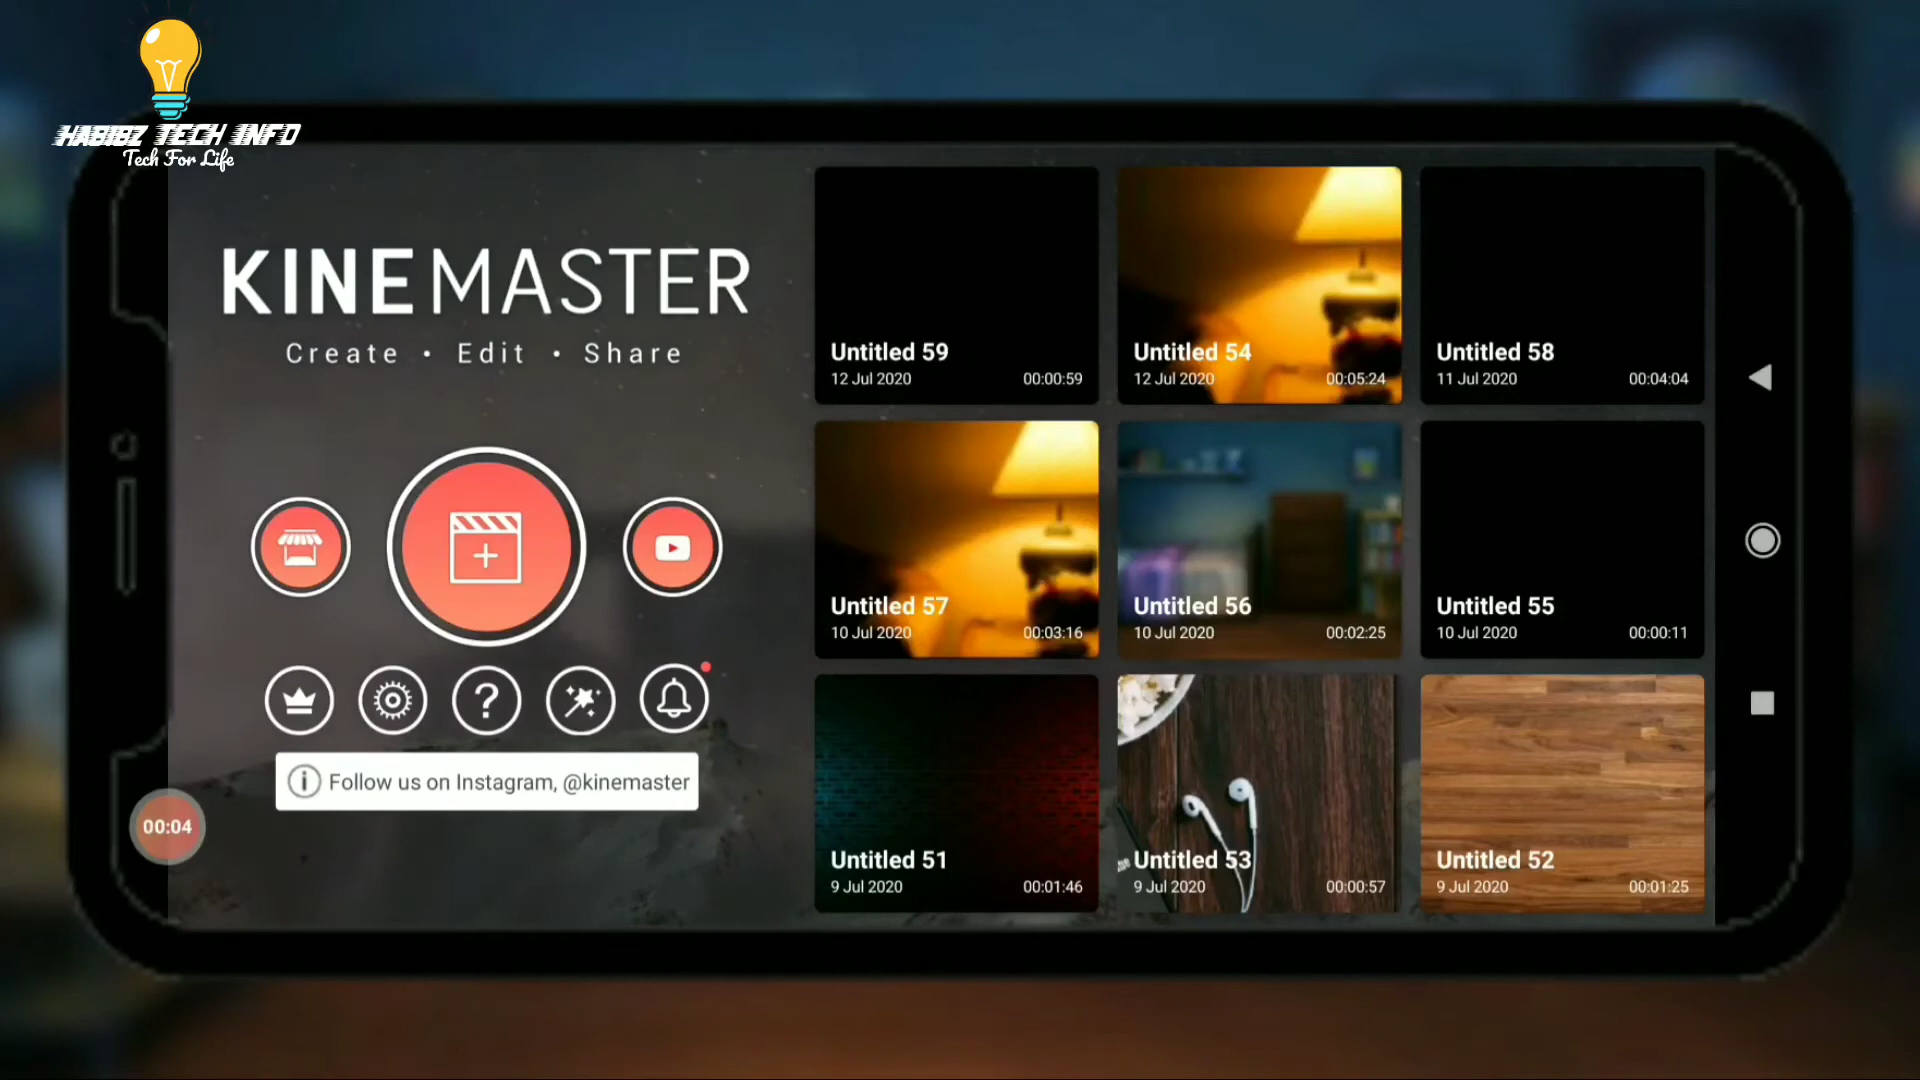 HABIBZ TECH INFO
Tech For Life
KINEMASTER
Create • Edit • Share
Follow us on Instagram, @kinemaster
00:04
Untitled 59
12 Jul 2020 00:00:59
Untitled 54
12 Jul 2020 00:05:24
Untitled 58
11 Jul 2020 00:04:04
Untitled 57
10 Jul 2020 00:03:16
Untitled 56
10 Jul 2020 00:02:25
Untitled 55
10 Jul 2020 00:00:11
Untitled 51
9 Jul 2020 00:01:46
Untitled 53
9 Jul 2020 00:00:57
Untitled 52
9 Jul 2020 00:01:25